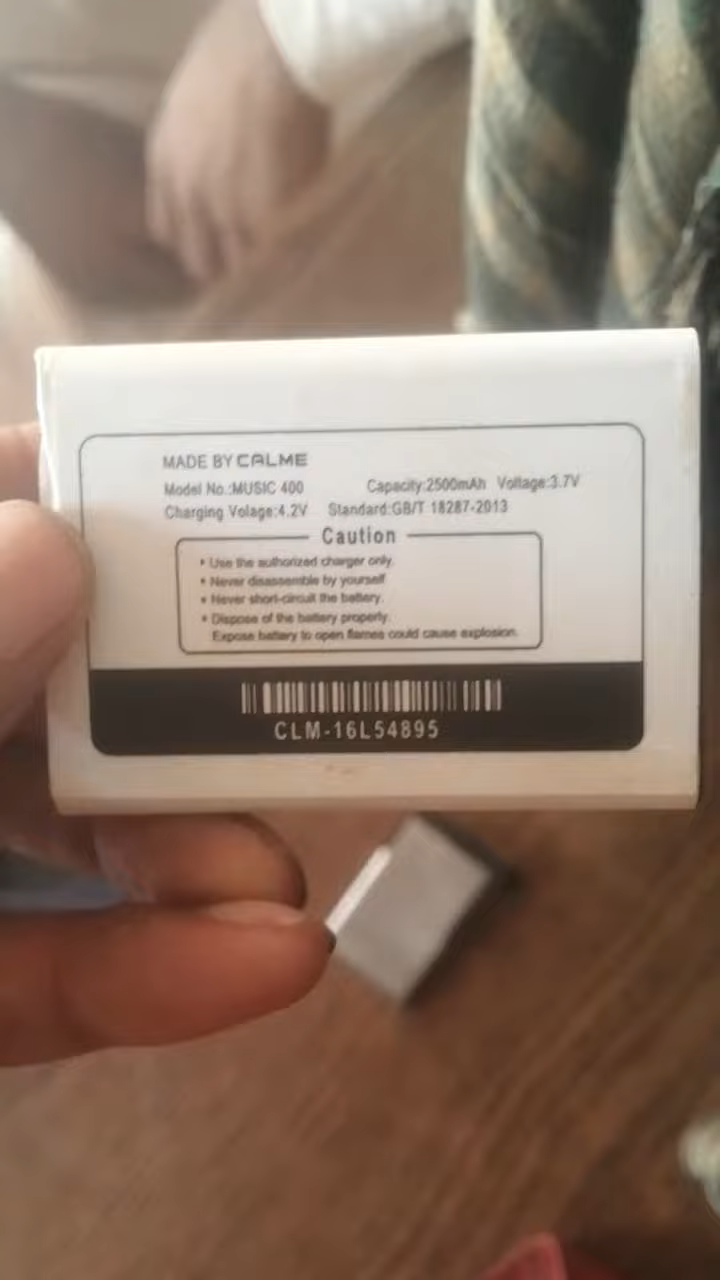 MADE BY CALME
Model No.:MUSIC 400 Capacity:2500mAh Voltage:3.7V
Charging Volage:4.2V Standard:GB/T 18287-2013
Caution
• Use the authorized charger only.
• Never disassemble by yourself
• Never short-circuit the battery.
• Dispose of the battery properly.
Expose battery to open flames could cause explosion.
CLM-16L54895